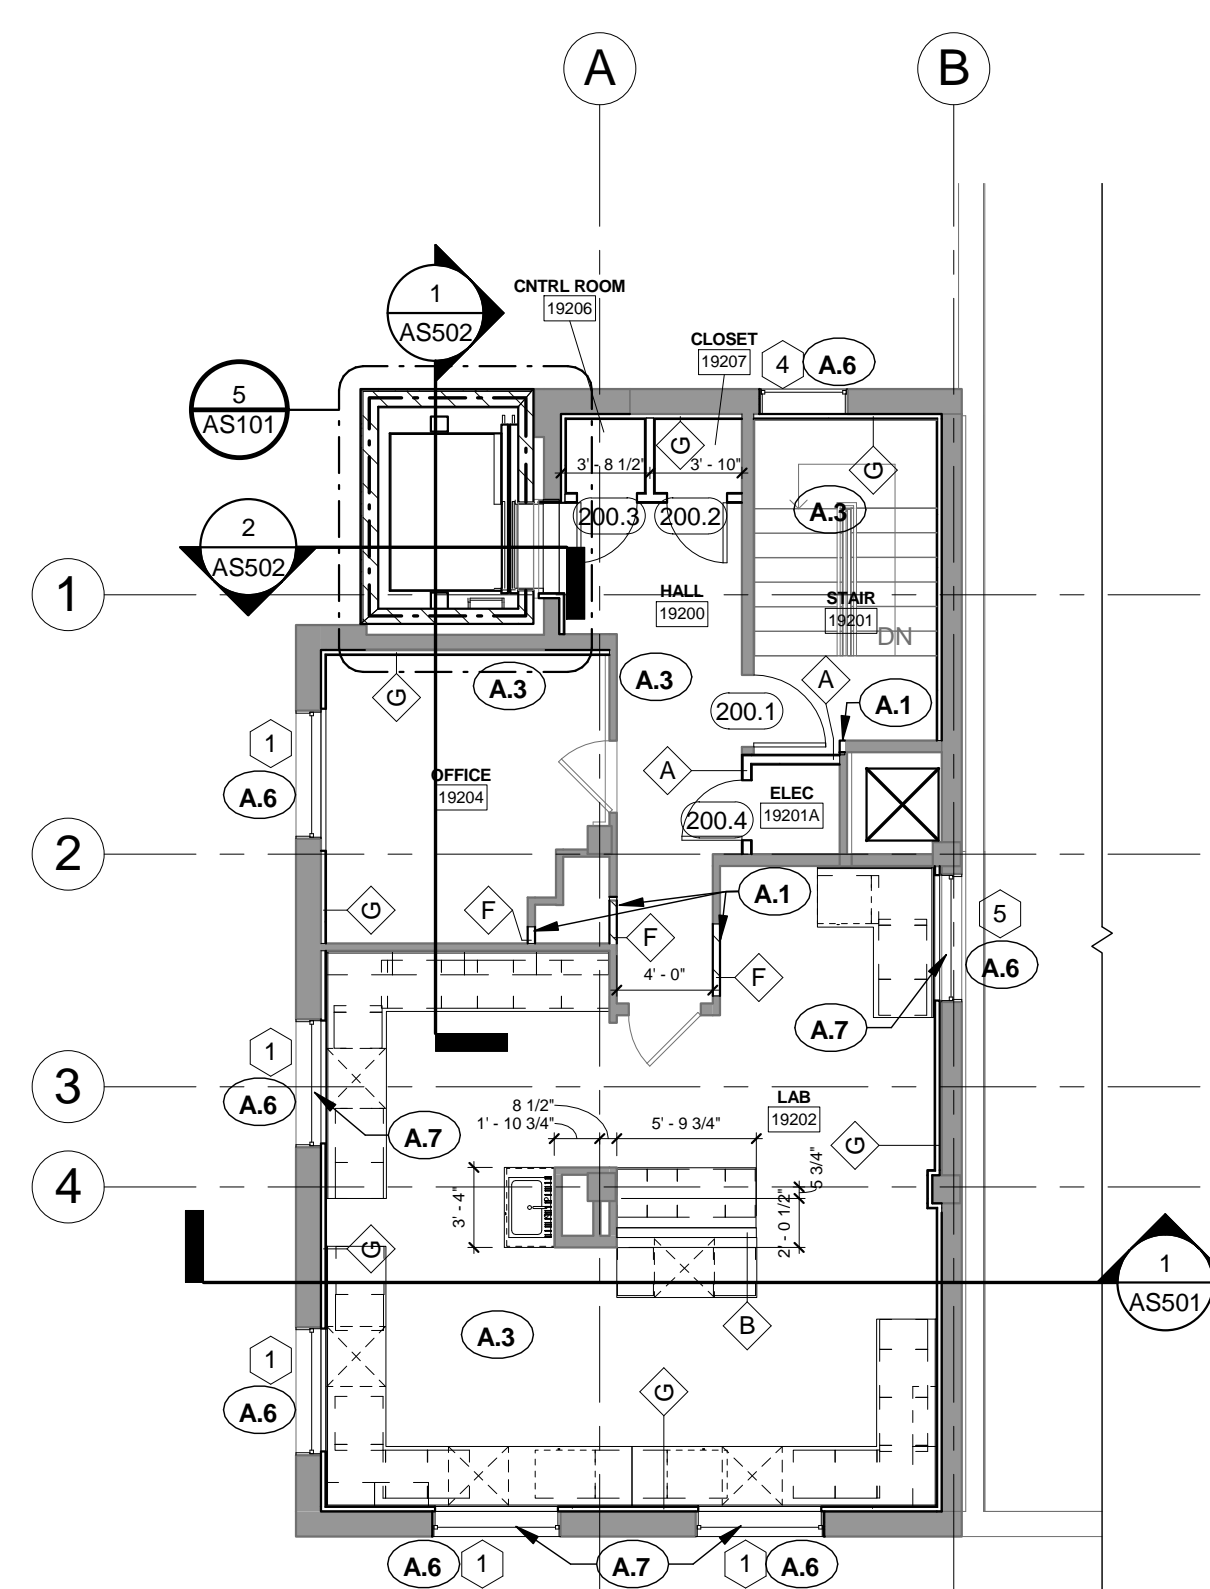 A
B
1
AS502
CNTRL ROOM
19206
CLOSET
19207
4
A.6
5
AS101
G
G
3' - 8 1/2"
3' - 10"
200.3
200.2
A.3
2
AS502
1
HALL
19200
STAIR
19201
DN
A.3
A.3
A
A.1
G
200.1
1
A.6
OFFICE
19204
A
ELEC
19201A
200.4
2
A.1
G
F
F
5
A.6
4' - 0"
F
A.7
1
A.6
3
A.7
8 1/2"
1' - 10 3/4"
5' - 9 3/4"
LAB
19202
G
5 3/4"
4
3' - 4"
2' - 0 1/2"
G
1
AS501
A.3
B
1
A.6
G
A.6
1
A.7
1
A.6